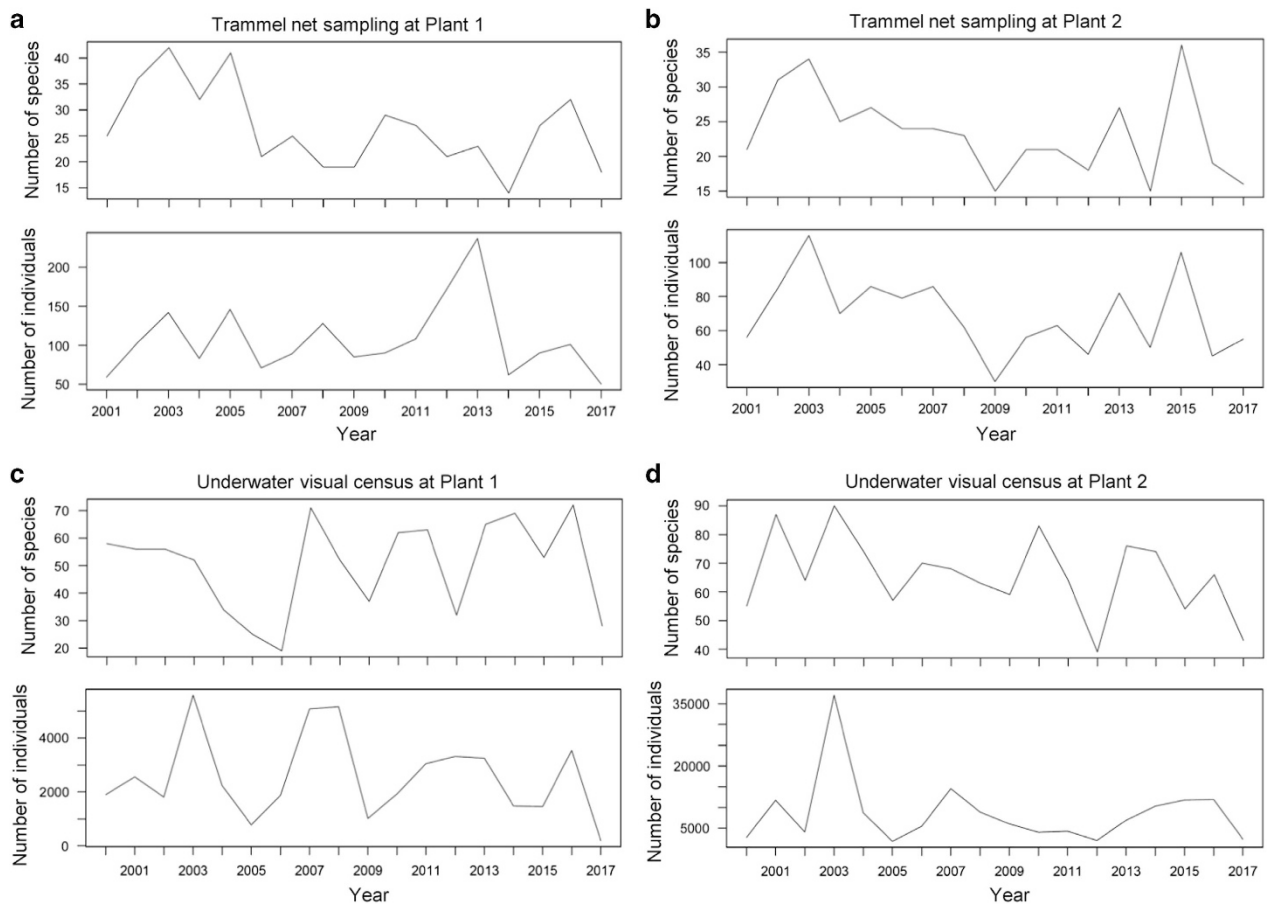 a
Trammel net sampling at Plant 1
Number of species
40
35
30
25
20
15
Number of individuals
200
150
100
50
2001 2003 2005 2007 2009 2011 2013 2015 2017
Year
b
Trammel net sampling at Plant 2
Number of species
35
30
25
20
15
Number of individuals
100
80
60
40
2001 2003 2005 2007 2009 2011 2013 2015 2017
Year
c
Underwater visual census at Plant 1
Number of species
70
60
50
40
30
20
Number of individuals
4000
2000
0
2001 2003 2005 2007 2009 2011 2013 2015 2017
Year
d
Underwater visual census at Plant 2
Number of species
90
80
70
60
50
40
Number of individuals
35000
20000
5000
2001 2003 2005 2007 2009 2011 2013 2015 2017
Year